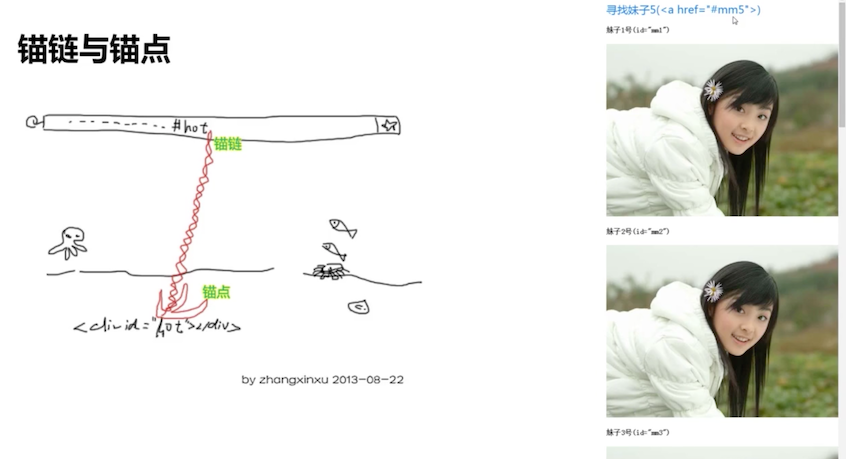 锚链与锚点
#hot
锚链
锚点
<div id="hot"></div>
by zhangxinxu 2013-08-22
寻找妹子5(<a href="#mm5">)
妹子1号(id="mm1")
妹子2号(id="mm2")
妹子3号(id="mm3")